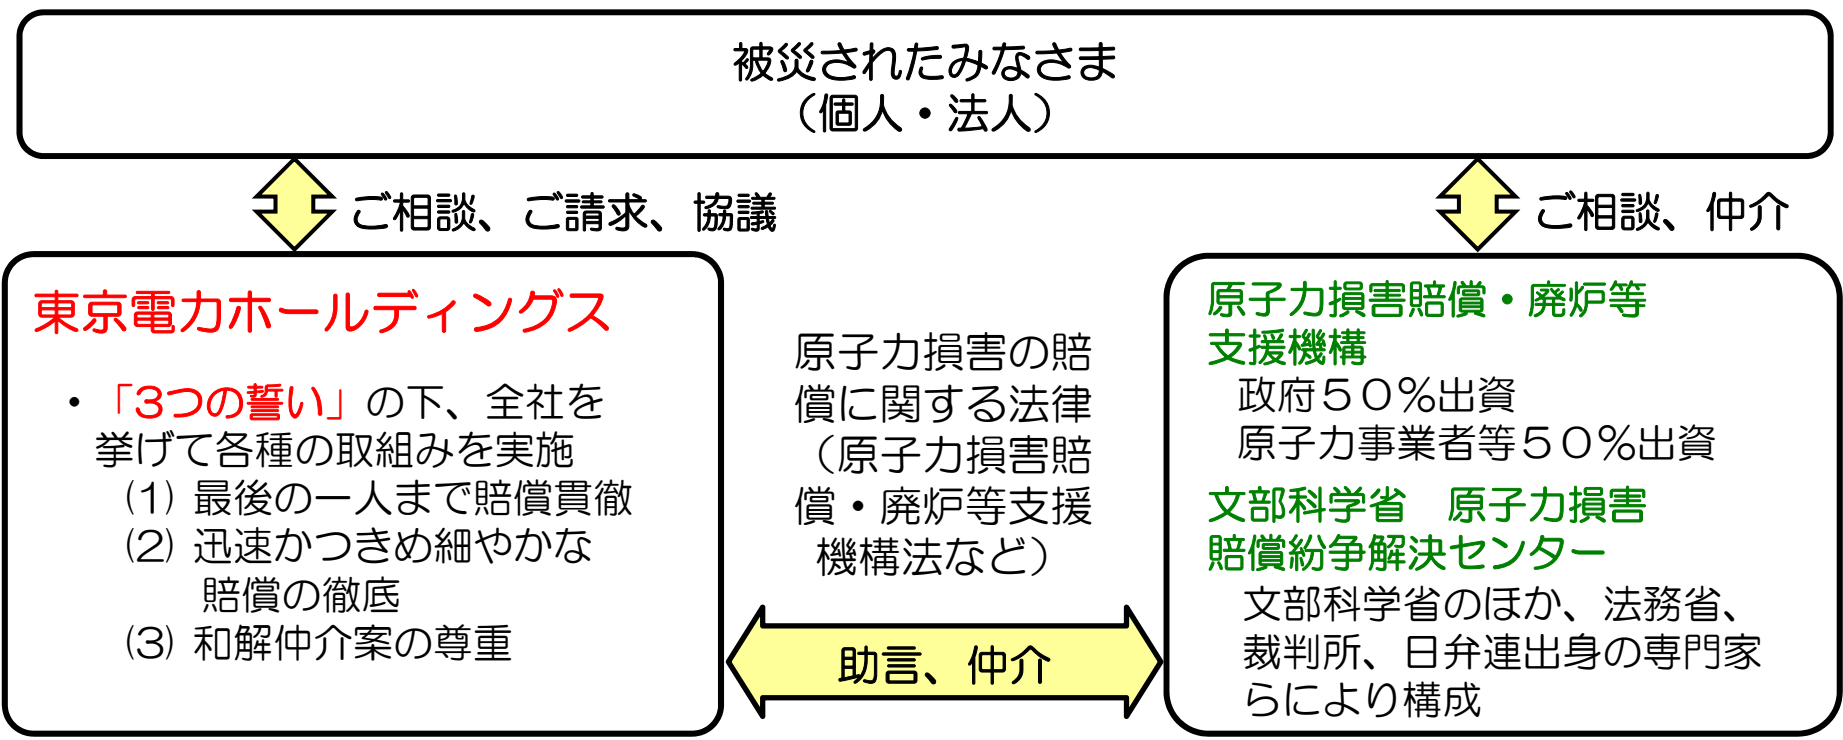 被災されたみなさま
（個人・法人）
ご相談、ご請求、協議
ご相談、仲介
東京電力ホールディングス
・「３つの誓い」の下、全社を
挙げて各種の取組みを実施
(1) 最後の一人まで賠償貫徹
(2) 迅速かつきめ細やかな
賠償の徹底
(3) 和解仲介案の尊重
原子力損害の賠
償に関する法律
（原子力損害賠
償・廃炉等支援
機構法など）
助言、仲介
原子力損害賠償・廃炉等
支援機構
政府５０％出資
原子力事業者等５０％出資
文部科学省　原子力損害
賠償紛争解決センター
文部科学省のほか、法務省、
裁判所、日弁連出身の専門家
らにより構成